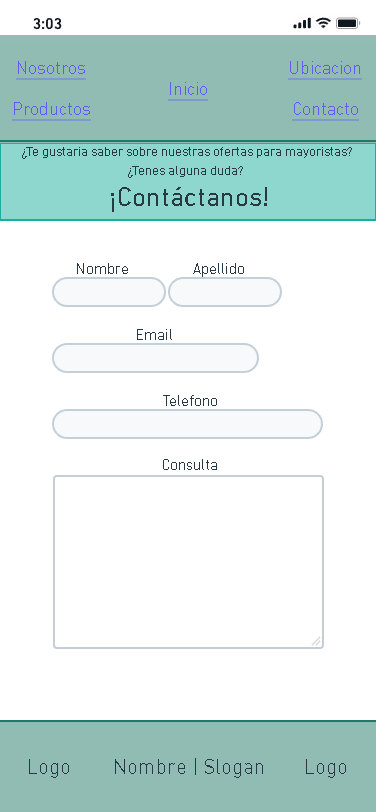 3:03
Nosotros
Ubicacion
Inicio
Productos
Contacto
¿Te gustaria saber sobre nuestras ofertas para mayoristas?
¿Tenes alguna duda?
¡Contáctanos!
Nombre Apellido
Email
Telefono
Consulta
Logo Nombre | Slogan Logo